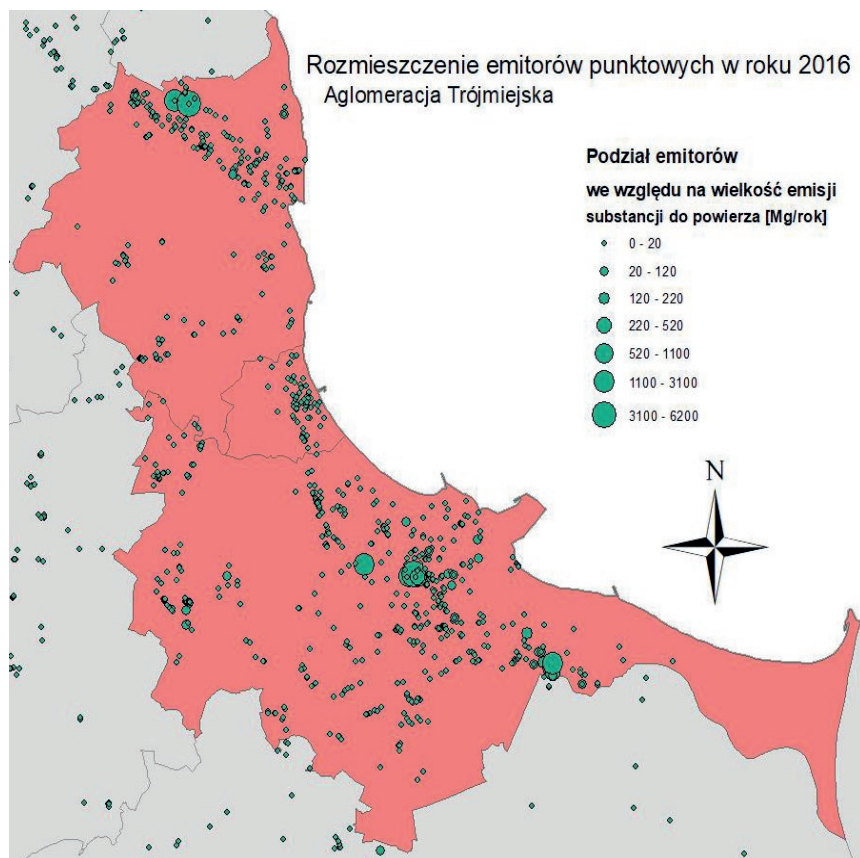 Rozmieszczenie emitorów punktowych w roku 2016
Aglomeracja Trójmiejska
Podział emitorów
we względu na wielkość emisji
substancji do powierza [Mg/rok]
0 - 20
20 - 120
120 - 220
220 - 520
520 - 1100
1100 - 3100
3100 - 6200
N